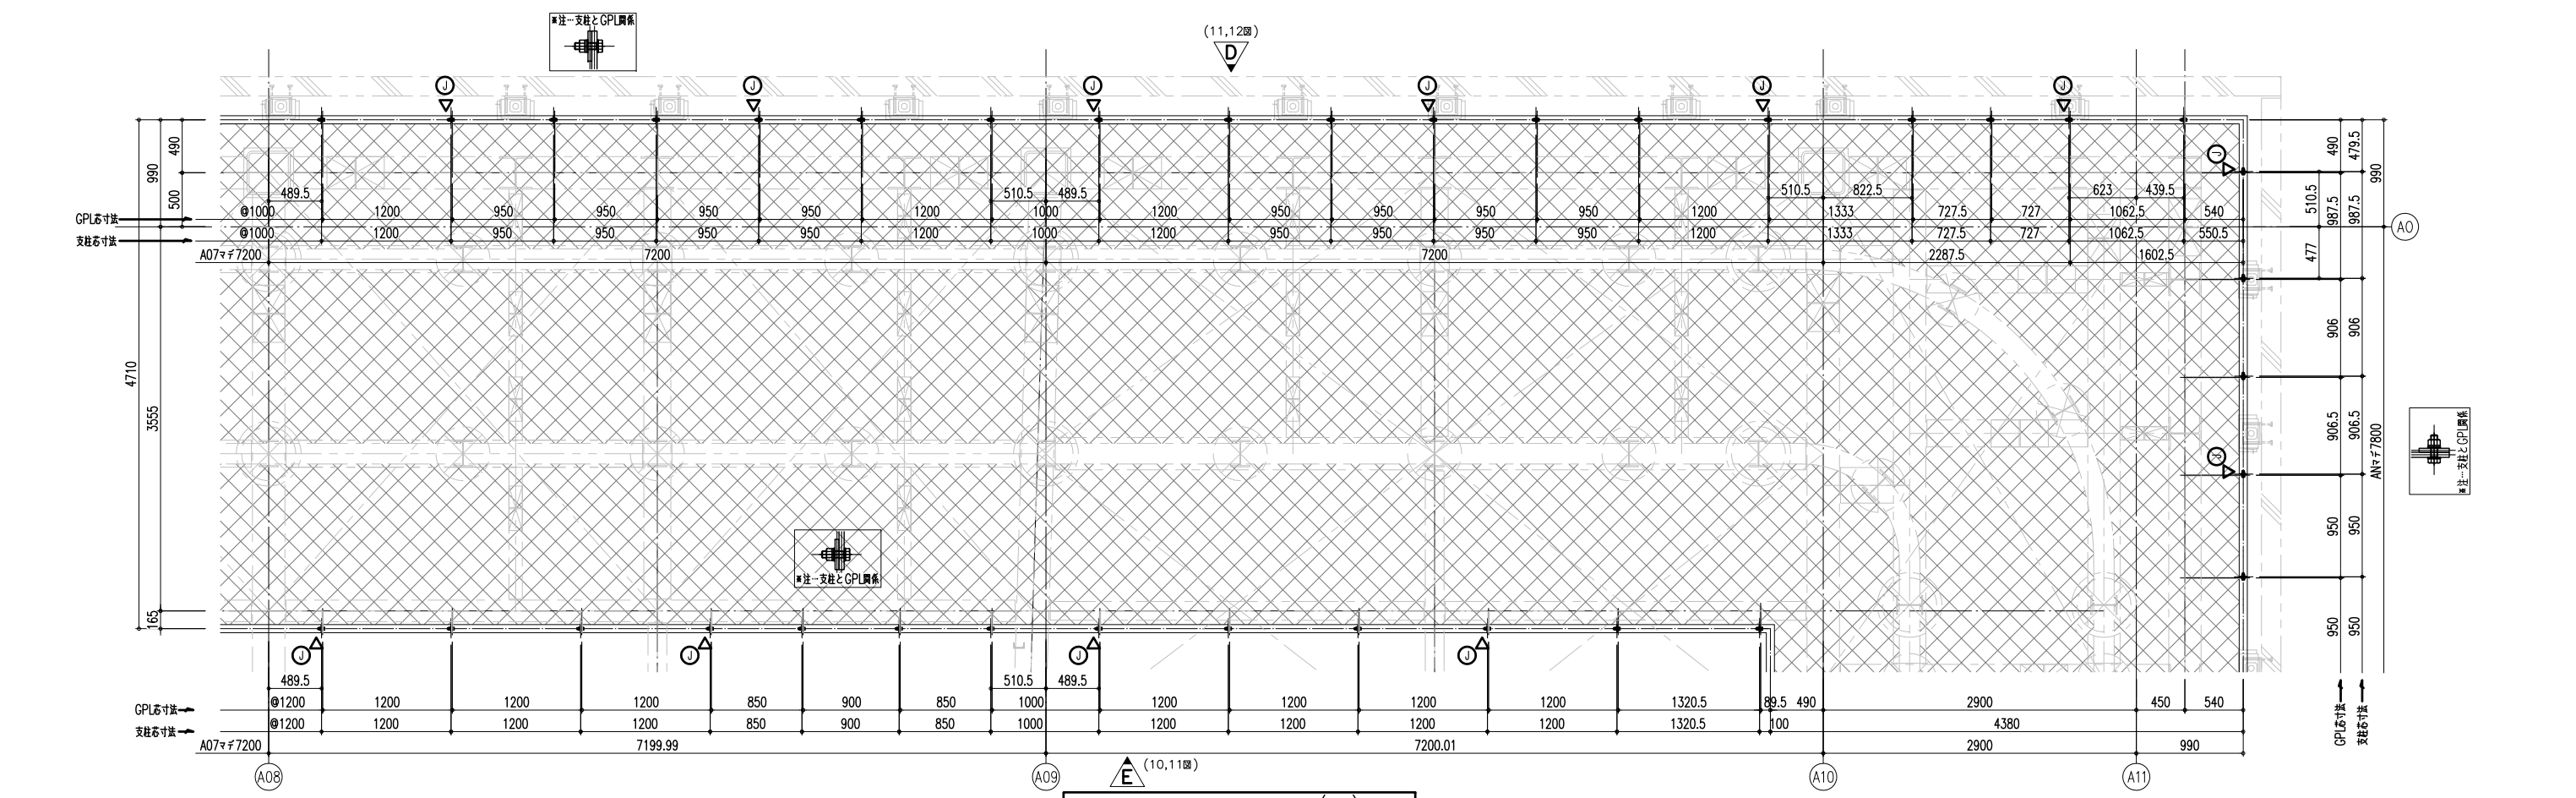 ※注…支柱とGPL関係
(11,12図)
D
J J J J J J
490
990
500
489.5 510.5 489.5 510.5 822.5 623 439.5
GPL芯寸法
@1000 1200 950 950 950 950 1200 1000 1200 950 950 950 950 1200 1333 727.5 727 1062.5 540
支柱芯寸法
@1000 1200 950 950 950 950 1200 1000 1200 950 950 950 950 1200 1333 727.5 727 1062.5 550.5
A07マデ7200 7200 7200 2287.5 1602.5
J
490 479.5
990
510.5 987.5 987.5
A0
477
906 906
906.5 906.5
ANマデ7800
950 950
950 950
GPL芯寸法
支柱芯寸法
※注…支柱とGPL関係
4710
3555
165
※注…支柱とGPL関係
J J J J
489.5 510.5 489.5
GPL芯寸法
@1200 1200 1200 1200 850 900 850 1000 1200 1200 1200 1200 1320.5 89.5 490 2900 450 540
支柱芯寸法
@1200 1200 1200 1200 850 900 850 1000 1200 1200 1200 1200 1320.5 100 4380
A07マデ7200 7199.99 7200.01 2900 990
A08 A09 A10 A11
E
(10,11図)